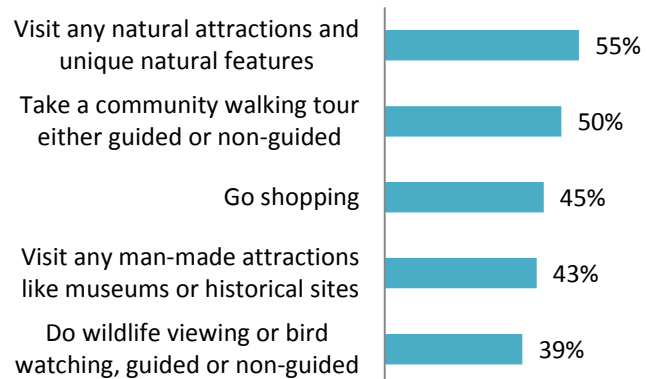 Visit any natural attractions and
unique natural features
55%
Take a community walking tour
either guided or non-guided
50%
Go shopping
45%
Visit any man-made attractions
like museums or historical sites
43%
Do wildlife viewing or bird
watching, guided or non-guided
39%